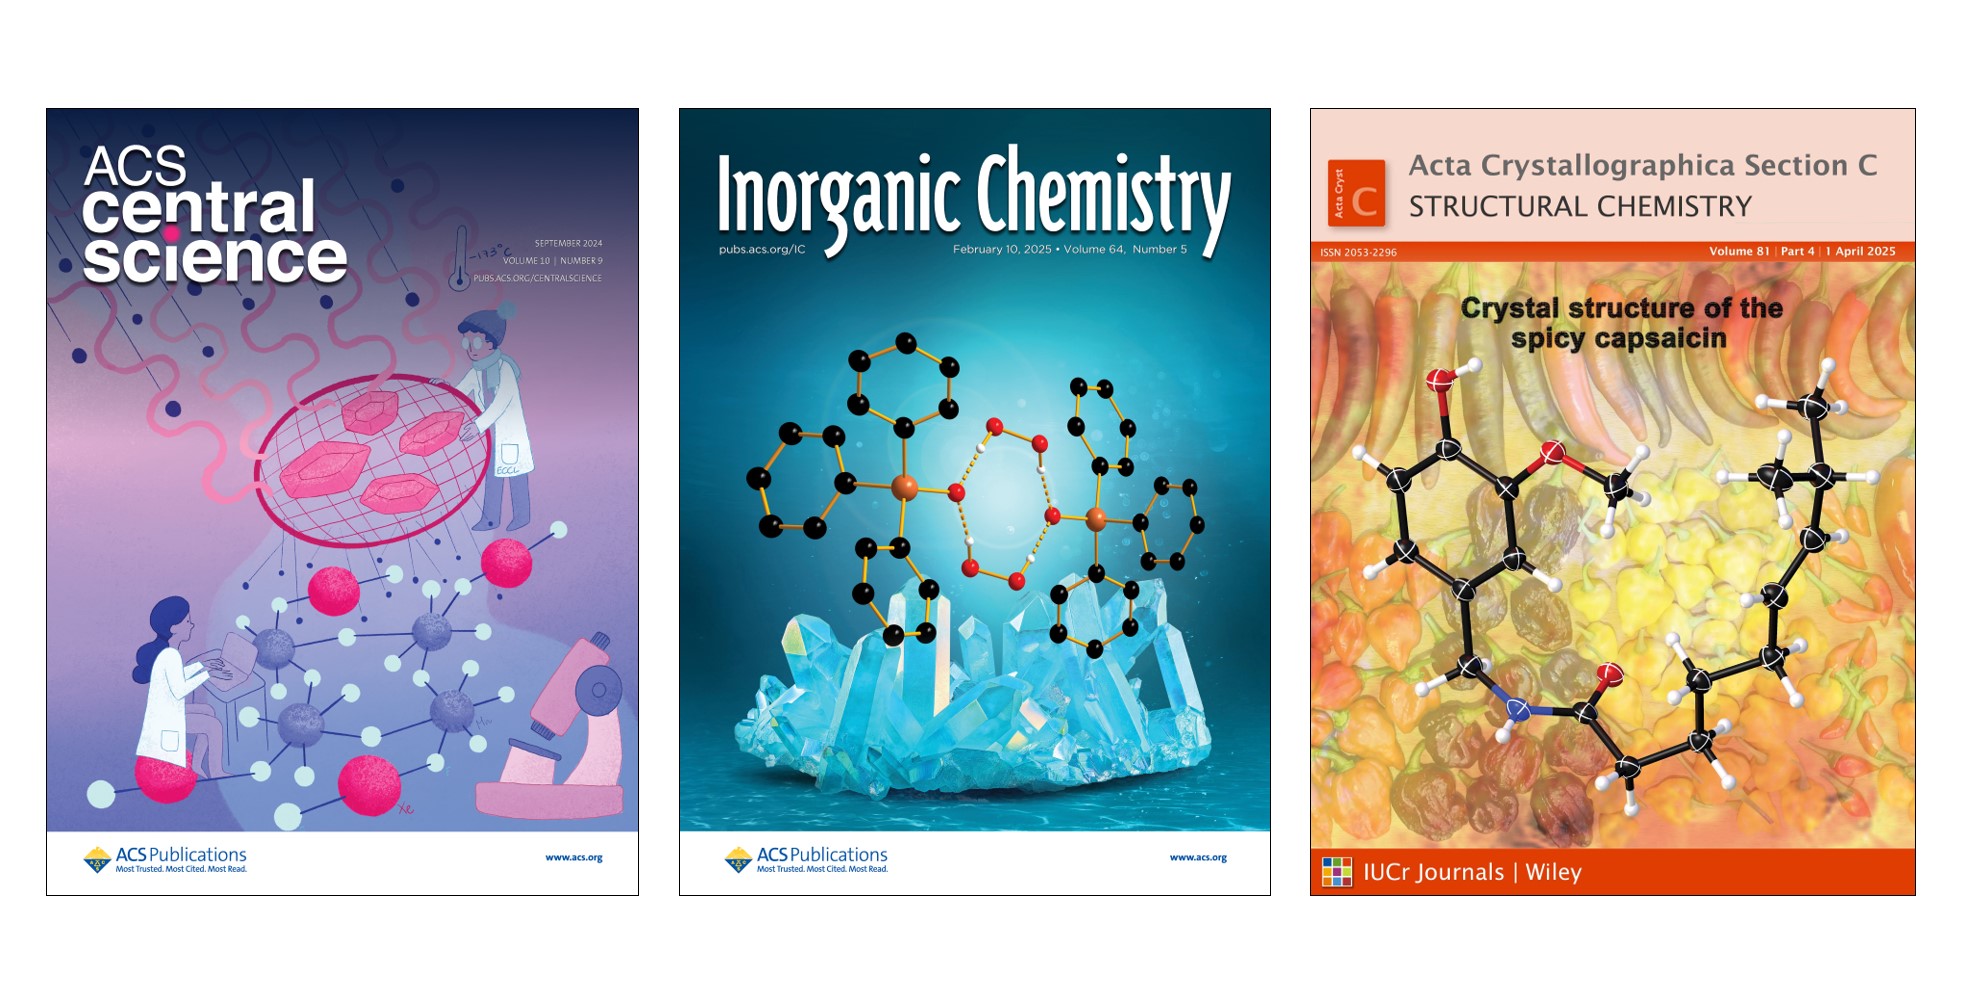 ACS
central
science
-173°C
SEPTEMBER 2024
VOLUME 10 | NUMBER 9
PUBS.ACS.ORG/CENTRALSCIENCE
ECCL
Mn
Xe
ACS Publications
Most Trusted. Most Cited. Most Read.
www.acs.org
Inorganic Chemistry
pubs.acs.org/IC
February 10, 2025 • Volume 64, Number 5
ACS Publications
Most Trusted. Most Cited. Most Read.
www.acs.org
Acta Cryst
C
Acta Crystallographica Section C
STRUCTURAL CHEMISTRY
ISSN 2053-2296
Volume 81 | Part 4 | 1 April 2025
Crystal structure of the
spicy capsaicin
IUCr Journals | Wiley